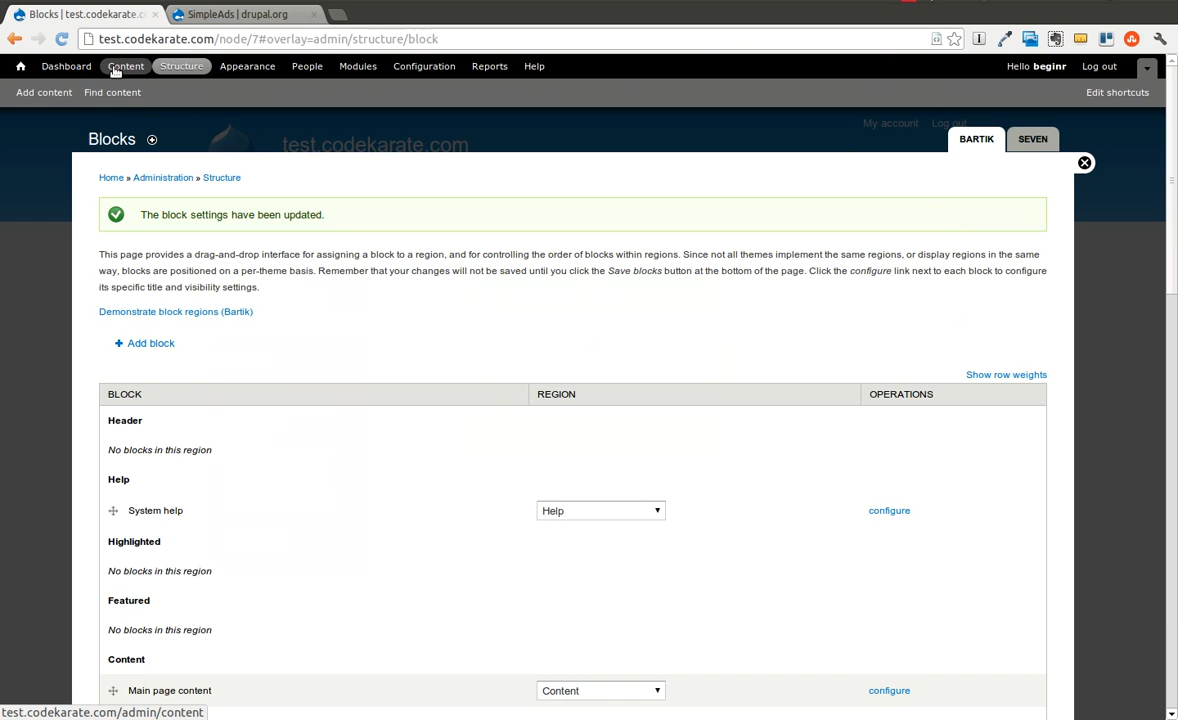 Blocks | test.codekarate.c
SimpleAds | drupal.org
test.codekarate.com/node/7#overlay=admin/structure/block
Dashboard Content Structure Appearance People Modules Configuration Reports Help Hello beginr Log out
Add content Find content Edit shortcuts
My account Log out
Blocks test.codekarate.com BARTIK SEVEN
Home » Administration » Structure
The block settings have been updated.
This page provides a drag-and-drop interface for assigning a block to a region, and for controlling the order of blocks within regions. Since not all themes implement the same regions, or display regions in the same
way, blocks are positioned on a per-theme basis. Remember that your changes will not be saved until you click the Save blocks button at the bottom of the page. Click the configure link next to each block to configure
its specific title and visibility settings.
Demonstrate block regions (Bartik)
Add block
Show row weights
BLOCK REGION OPERATIONS
Header
No blocks in this region
Help
System help Help configure
Highlighted
No blocks in this region
Featured
No blocks in this region
Content
Main page content Content configure
test.codekarate.com/admin/content